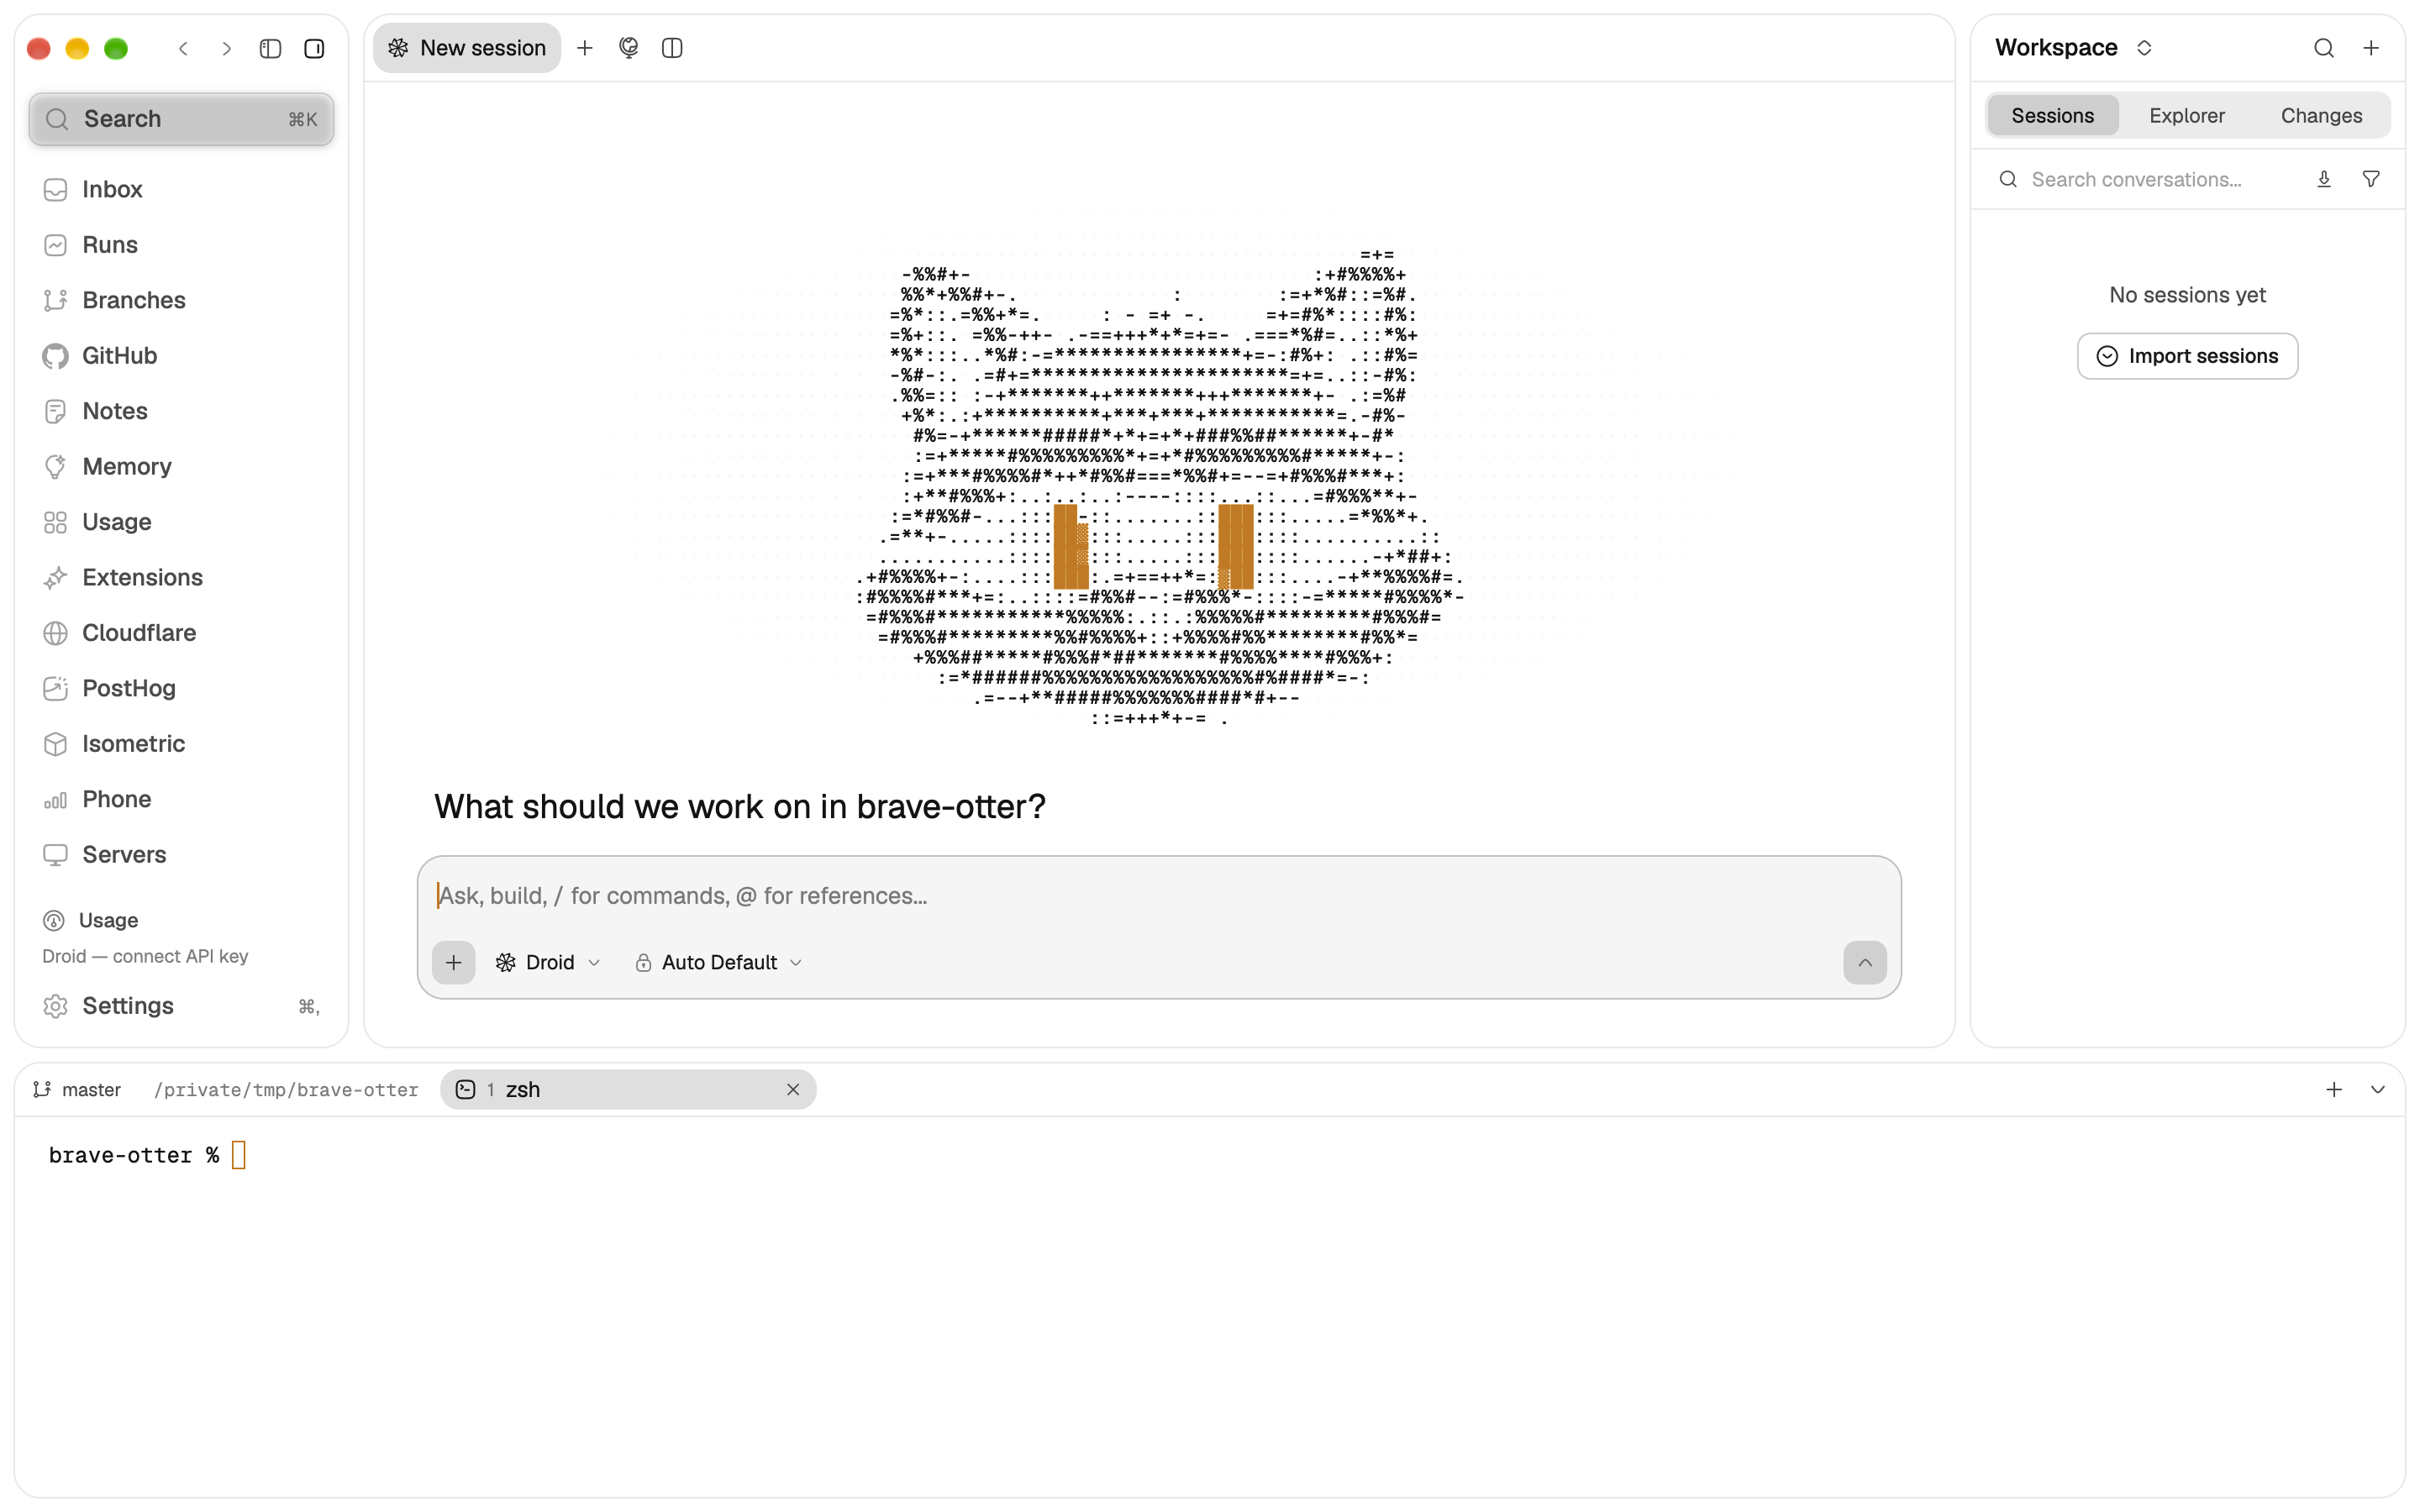 New session
Search ⌘K
Inbox
Runs
Branches
GitHub
Notes
Memory
Usage
Extensions
Cloudflare
PostHog
Isometric
Phone
Servers
Usage
Droid — connect API key
Settings ⌘,
What should we work on in brave-otter?
Ask, build, / for commands, @ for references...
Droid
Auto Default
Workspace
Sessions Explorer Changes
Search conversations...
No sessions yet
Import sessions
master /private/tmp/brave-otter 1 zsh
brave-otter %